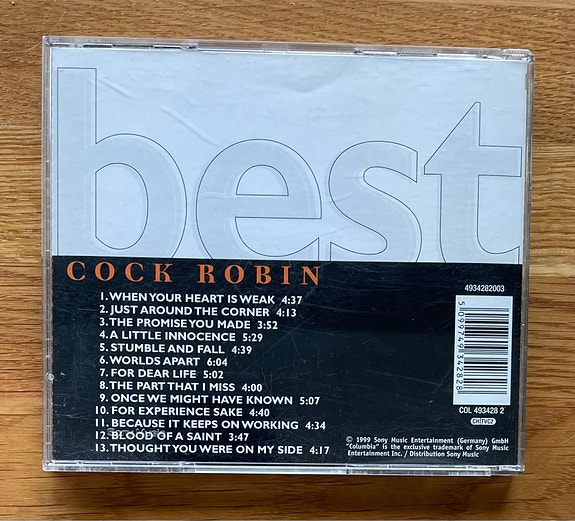 best
COCK ROBIN
4934282003
1. WHEN YOUR HEART IS WEAK 4:37
2. JUST AROUND THE CORNER 4:13
3. THE PROMISE YOU MADE 3:52
4. A LITTLE INNOCENCE 5:29
5. STUMBLE AND FALL 4:39
6. WORLDS APART 6:04
7. FOR DEAR LIFE 5:02
8. THE PART THAT I MISS 4:00
9. ONCE WE MIGHT HAVE KNOWN 5:07
10. FOR EXPERIENCE SAKE 4:40
11. BECAUSE IT KEEPS ON WORKING 4:34
12. BLOOD OF A SAINT 3:47
13. THOUGHT YOU WERE ON MY SIDE 4:17
5 099749 342828
COL 493428 2
CH|TVC2
© 1999 Sony Music Entertainment (Germany) GmbH
"Columbia" is the exclusive trademark of Sony Music
Entertainment Inc. / Distribution Sony Music